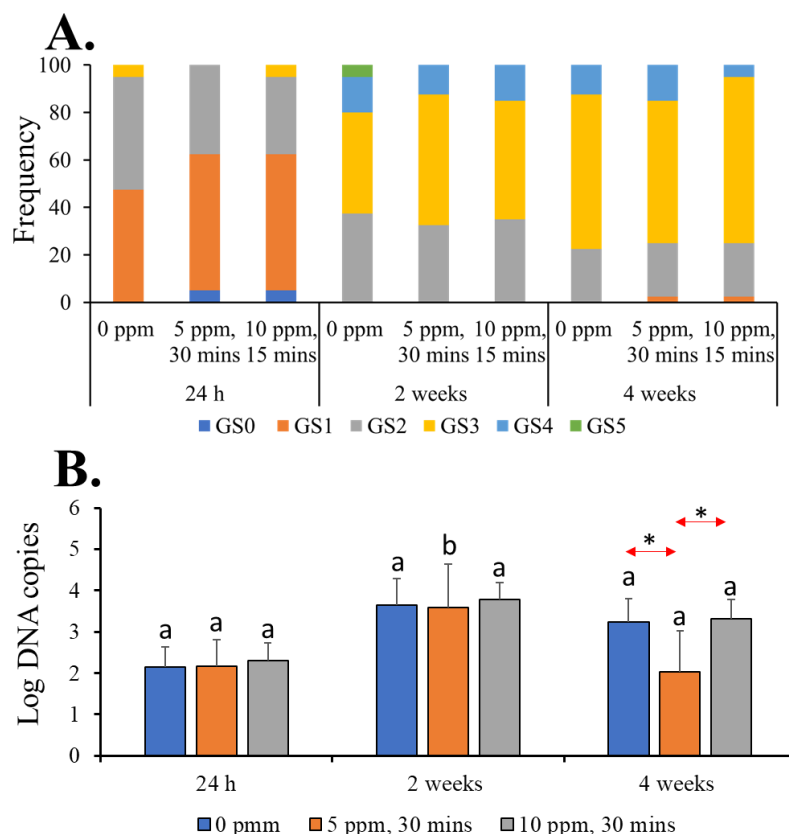 A.
100
80
60
40
20
0
Frequency
0 ppm 5 ppm, 10 ppm, 0 ppm 5 ppm, 10 ppm, 0 ppm 5 ppm, 10 ppm,
30 mins 15 mins 30 mins 15 mins 30 mins 15 mins
24 h 2 weeks 4 weeks
GS0 GS1 GS2 GS3 GS4 GS5
B.
6
5
4
3
2
1
0
Log DNA copies
* *
a a a a b a a a a
24 h 2 weeks 4 weeks
0 pmm 5 ppm, 30 mins 10 ppm, 30 mins